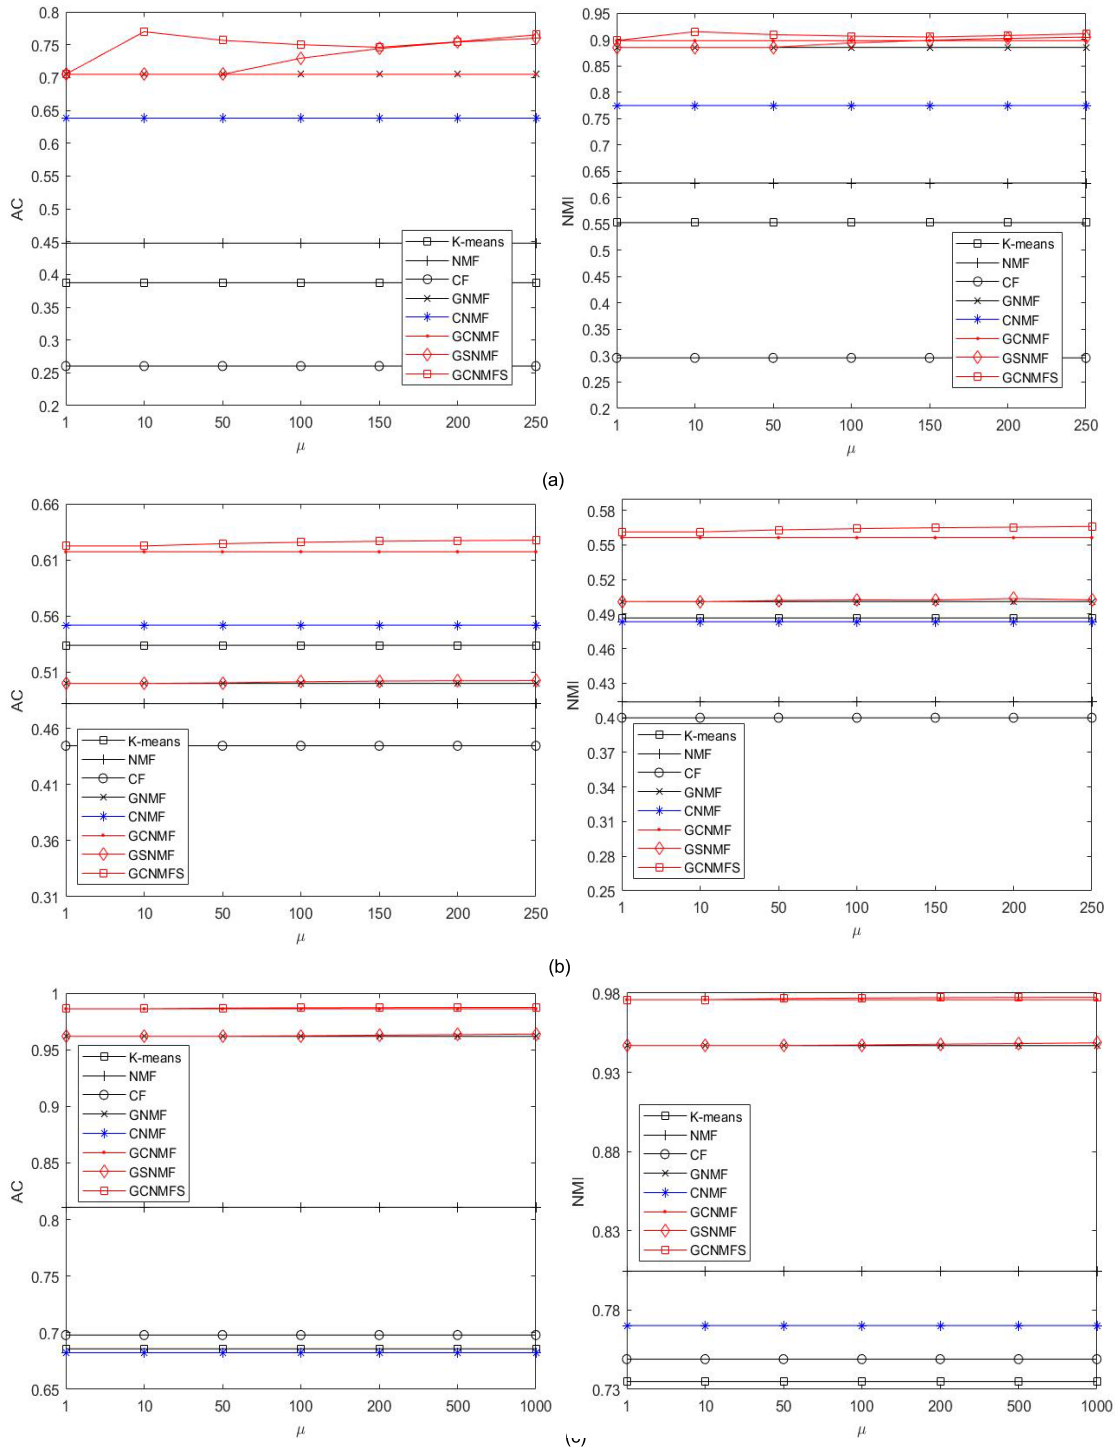 0.8
0.75
0.7
0.65
0.6
0.55
0.5
0.45
0.4
0.35
0.3
0.25
0.2
AC
1 10 50 100 150 200 250
μ
K-means
NMF
CF
GNMF
CNMF
GCNMF
GSNMF
GCNMFS
0.95
0.9
0.85
0.8
0.75
0.7
0.65
0.6
0.55
0.5
0.45
0.4
0.35
0.3
0.25
0.2
NMI
1 10 50 100 150 200 250
μ
K-means
NMF
CF
GNMF
CNMF
GCNMF
GSNMF
GCNMFS
(a)
0.66
0.61
0.56
0.51
0.46
0.41
0.36
0.31
AC
1 10 50 100 150 200 250
μ
K-means
NMF
CF
GNMF
CNMF
GCNMF
GSNMF
GCNMFS
0.58
0.55
0.52
0.49
0.46
0.43
0.4
0.37
0.34
0.31
0.28
0.25
NMI
1 10 50 100 150 200 250
μ
K-means
NMF
CF
GNMF
CNMF
GCNMF
GSNMF
GCNMFS
(b)
1
0.95
0.9
0.85
0.8
0.75
0.7
0.65
AC
1 10 50 100 200 500 1000
μ
K-means
NMF
CF
GNMF
CNMF
GCNMF
GSNMF
GCNMFS
0.98
0.93
0.88
0.83
0.78
0.73
NMI
1 10 50 100 200 500 1000
μ
K-means
NMF
CF
GNMF
CNMF
GCNMF
GSNMF
GCNMFS
(c)